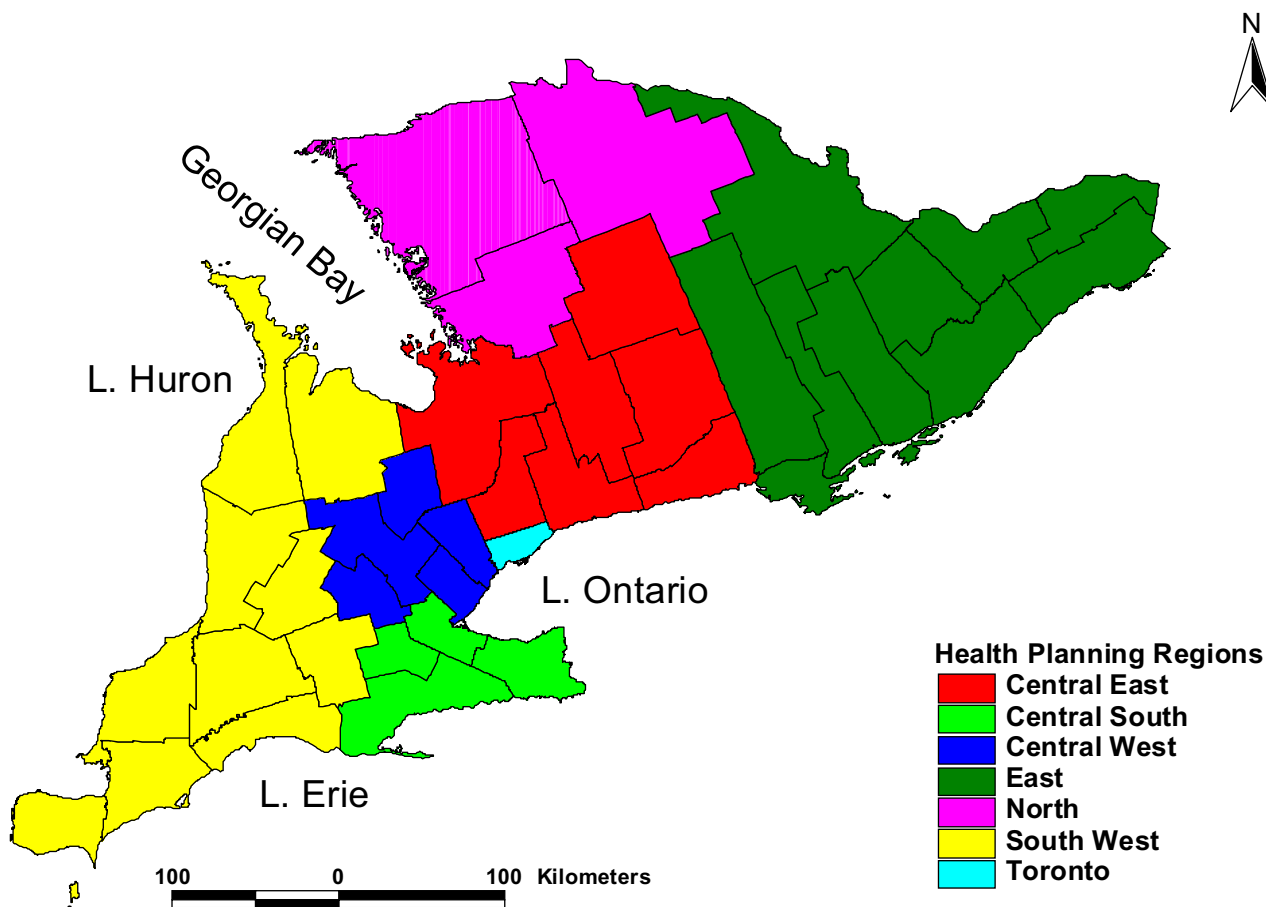 N
Georgian Bay
L. Huron
L. Ontario
L. Erie
Health Planning Regions
Central East
Central South
Central West
East
North
South West
Toronto
100 0 100 Kilometers